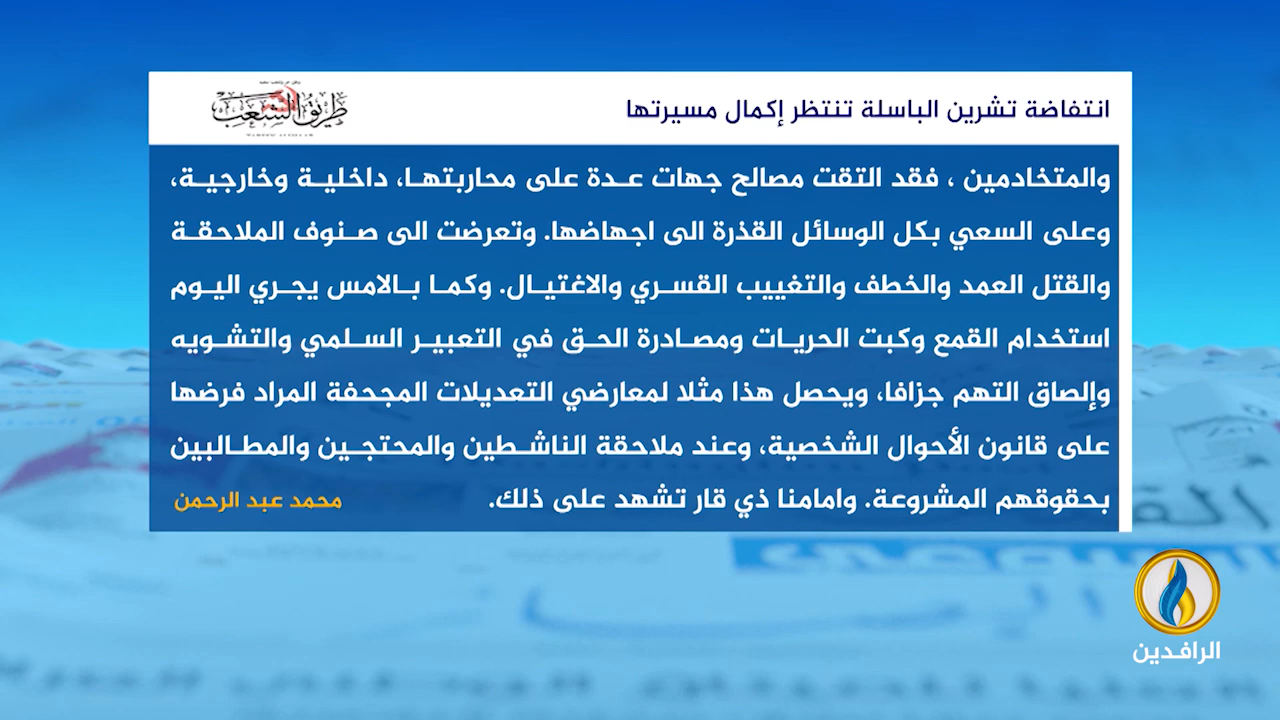 انتفاضة تشرين الباسلة تنتظر إكمال مسيرتها
طريق الشعب
والمتخادمين ، فقد التقت مصالح جهات عدة على محاربتها، داخلية وخارجية،
وعلى السعي بكل الوسائل القذرة الى اجهاضها. وتعرضت الى صنوف الملاحقة
والقتل العمد والخطف والتغييب القسري والاغتيال. وكما بالامس يجري اليوم
استخدام القمع وكبت الحريات ومصادرة الحق في التعبير السلمي والتشويه
وإلصاق التهم جزافا، ويحصل هذا مثلا لمعارضي التعديلات المجحفة المراد فرضها
على قانون الأحوال الشخصية، وعند ملاحقة الناشطين والمحتجين والمطالبين
بحقوقهم المشروعة. وامامنا ذي قار تشهد على ذلك.
محمد عبد الرحمن
الرافدين